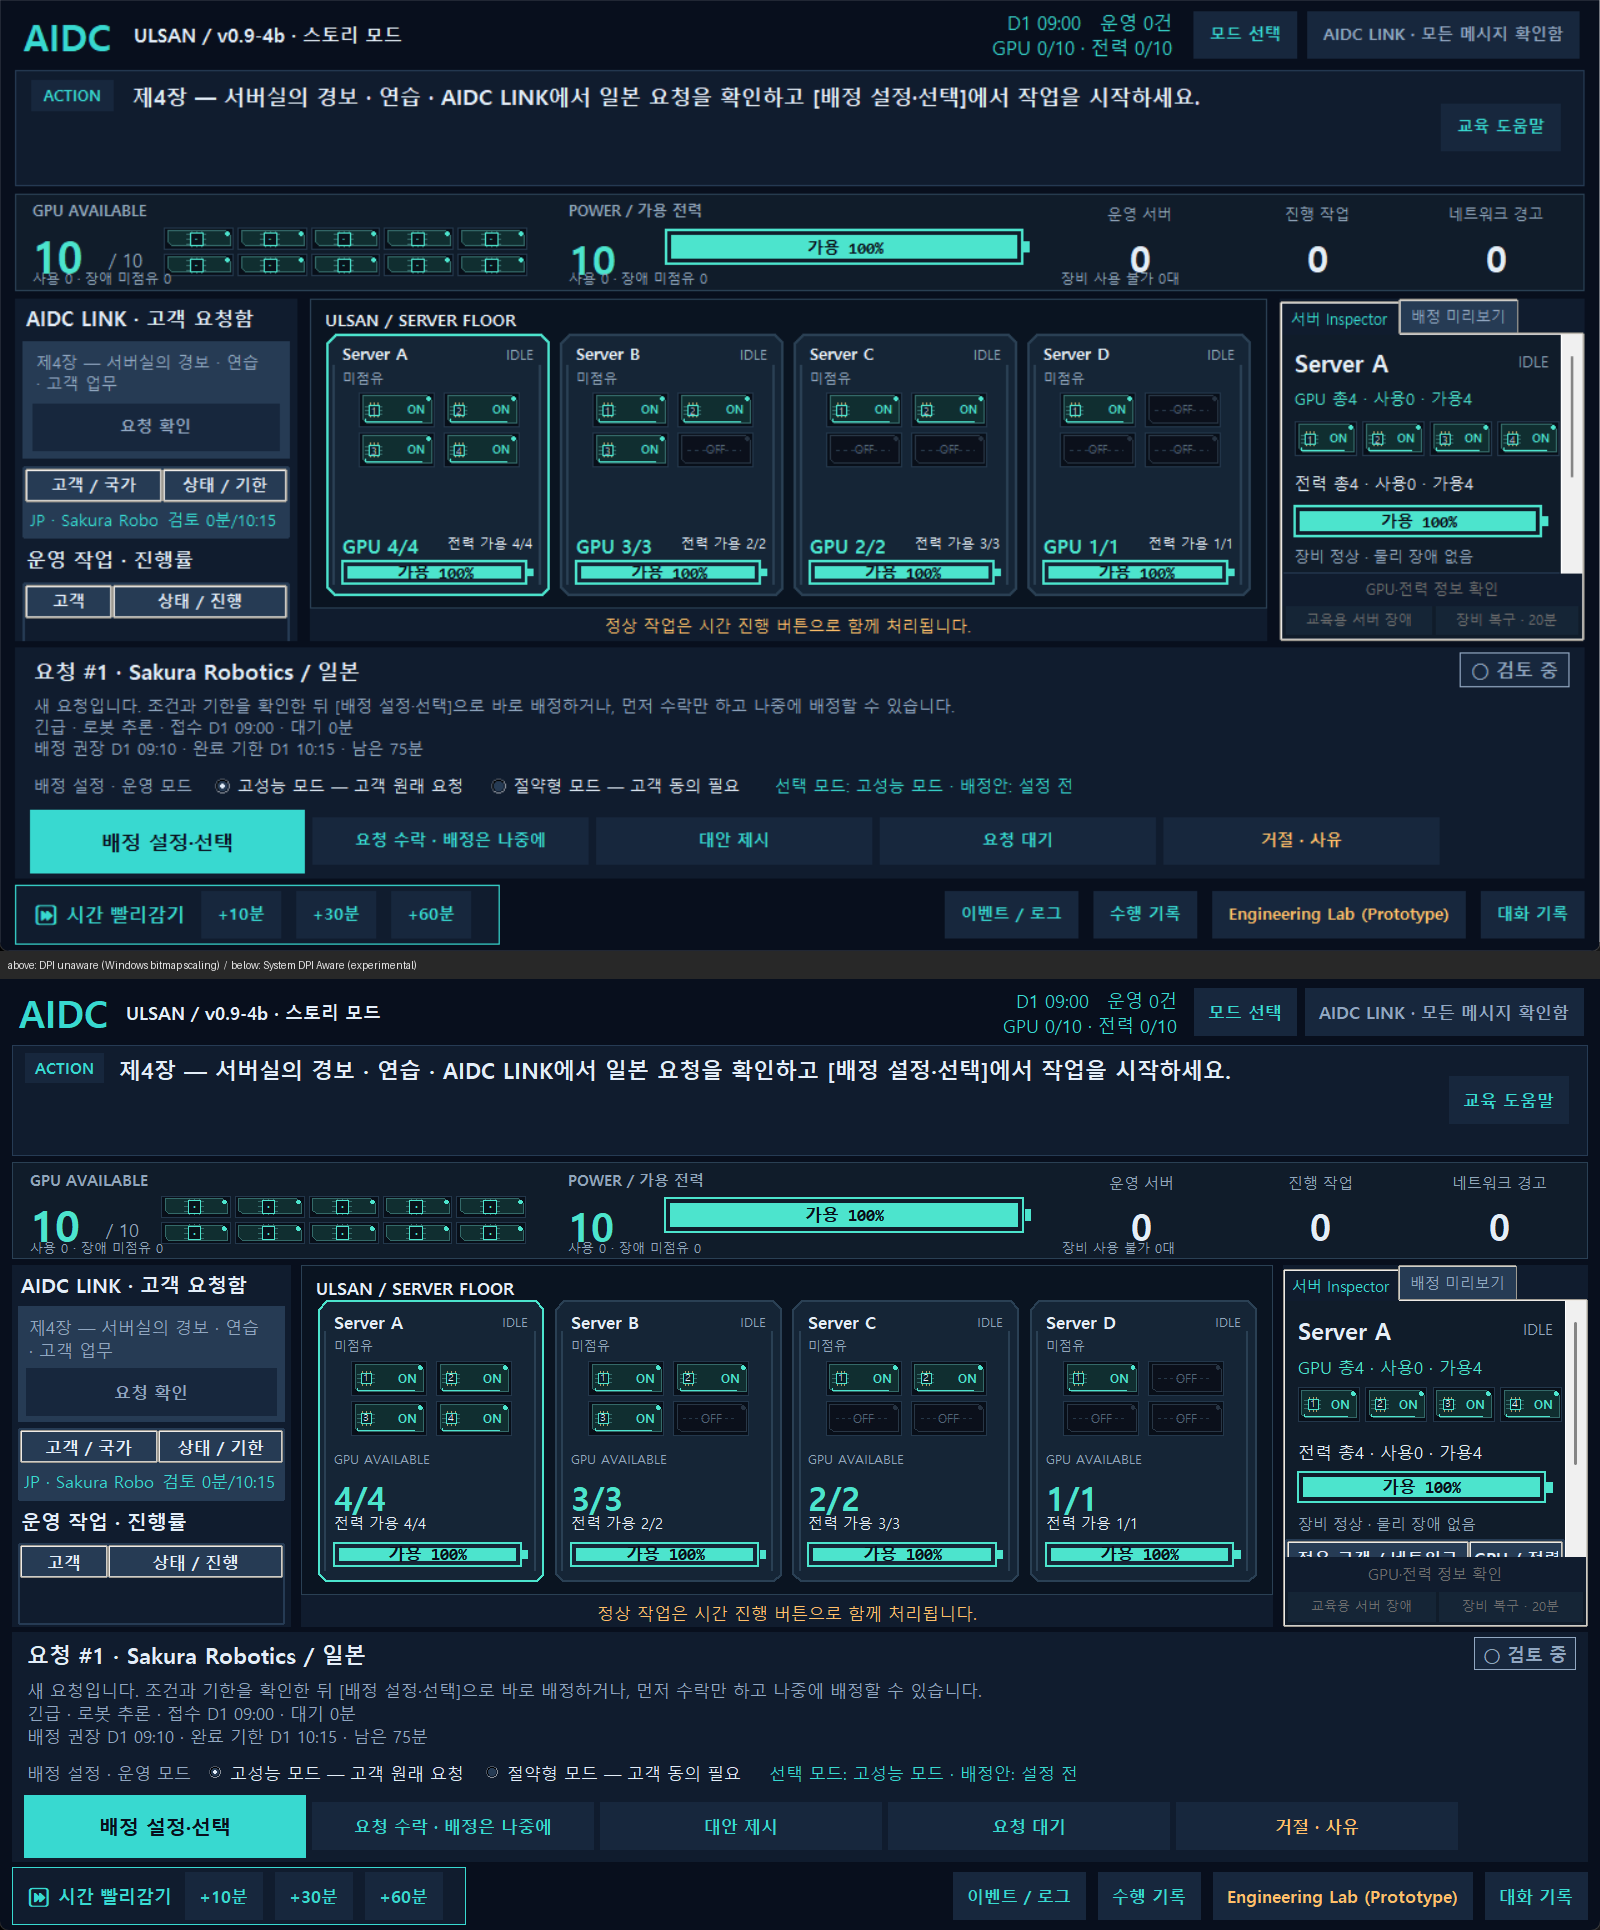 AIDC ULSAN / v0.9-4b · 스토리 모드
D1 09:00 운영 0건
GPU 0/10 · 전력 0/10
모드 선택
AIDC LINK · 모든 메시지 확인함
ACTION 제4장 — 서버실의 경보 · 연습 · AIDC LINK에서 일본 요청을 확인하고 [배정 설정·선택]에서 작업을 시작하세요.
교육 도움말
GPU AVAILABLE
10 / 10
사용 0 · 장애 미점유 0
POWER / 가용 전력
10
가용 100%
사용 0 · 장애 미점유 0
운영 서버
0
장비 사용 불가 0대
진행 작업
0
네트워크 경고
0
AIDC LINK · 고객 요청함
제4장 — 서버실의 경보 · 연습
· 고객 업무
요청 확인
고객 / 국가 상태 / 기한
JP · Sakura Robo 검토 0분/10:15
운영 작업 · 진행률
고객 상태 / 진행
ULSAN / SERVER FLOOR
Server A IDLE
미점유
1 ON 2 ON
3 ON 4 ON
GPU 4/4 전력 가용 4/4
가용 100%
Server B IDLE
미점유
1 ON 2 ON
3 ON OFF
GPU 3/3 전력 가용 2/2
가용 100%
Server C IDLE
미점유
1 ON 2 ON
OFF OFF
GPU 2/2 전력 가용 3/3
가용 100%
Server D IDLE
미점유
1 ON OFF
OFF OFF
GPU 1/1 전력 가용 1/1
가용 100%
정상 작업은 시간 진행 버튼으로 함께 처리됩니다.
서버 Inspector 배정 미리보기
Server A IDLE
GPU 총4 · 사용0 · 가용4
1 ON 2 ON 3 ON 4 ON
전력 총4 · 사용0 · 가용4
가용 100%
장비 정상 · 물리 장애 없음
GPU·전력 정보 확인
교육용 서버 장애 장비 복구 · 20분
요청 #1 · Sakura Robotics / 일본
○ 검토 중
새 요청입니다. 조건과 기한을 확인한 뒤 [배정 설정·선택]으로 바로 배정하거나, 먼저 수락만 하고 나중에 배정할 수 있습니다.
긴급 · 로봇 추론 · 접수 D1 09:00 · 대기 0분
배정 권장 D1 09:10 · 완료 기한 D1 10:15 · 남은 75분
배정 설정 · 운영 모드 고성능 모드 — 고객 원래 요청 절약형 모드 — 고객 동의 필요 선택 모드: 고성능 모드 · 배정안: 설정 전
배정 설정·선택 요청 수락 · 배정은 나중에 대안 제시 요청 대기 거절 · 사유
시간 빨리감기 +10분 +30분 +60분
이벤트 / 로그 수행 기록 Engineering Lab (Prototype) 대화 기록
above: DPI unaware (Windows bitmap scaling) / below: System DPI Aware (experimental)
AIDC ULSAN / v0.9-4b · 스토리 모드
D1 09:00 운영 0건
GPU 0/10 · 전력 0/10
모드 선택
AIDC LINK · 모든 메시지 확인함
ACTION 제4장 — 서버실의 경보 · 연습 · AIDC LINK에서 일본 요청을 확인하고 [배정 설정·선택]에서 작업을 시작하세요.
교육 도움말
GPU AVAILABLE
10 / 10
사용 0 · 장애 미점유 0
POWER / 가용 전력
10
가용 100%
사용 0 · 장애 미점유 0
운영 서버
0
장비 사용 불가 0대
진행 작업
0
네트워크 경고
0
AIDC LINK · 고객 요청함
제4장 — 서버실의 경보 · 연습
· 고객 업무
요청 확인
고객 / 국가 상태 / 기한
JP · Sakura Robo 검토 0분/10:15
운영 작업 · 진행률
고객 상태 / 진행
ULSAN / SERVER FLOOR
Server A IDLE
미점유
1 ON 2 ON
3 ON 4 ON
GPU AVAILABLE
4/4
전력 가용 4/4
가용 100%
Server B IDLE
미점유
1 ON 2 ON
3 ON OFF
GPU AVAILABLE
3/3
전력 가용 2/2
가용 100%
Server C IDLE
미점유
1 ON 2 ON
OFF OFF
GPU AVAILABLE
2/2
전력 가용 3/3
가용 100%
Server D IDLE
미점유
1 ON OFF
OFF OFF
GPU AVAILABLE
1/1
전력 가용 1/1
가용 100%
정상 작업은 시간 진행 버튼으로 함께 처리됩니다.
서버 Inspector 배정 미리보기
Server A IDLE
GPU 총4 · 사용0 · 가용4
1 ON 2 ON 3 ON 4 ON
전력 총4 · 사용0 · 가용4
가용 100%
장비 정상 · 물리 장애 없음
GPU·전력 정보 확인
교육용 서버 장애 장비 복구 · 20분
요청 #1 · Sakura Robotics / 일본
○ 검토 중
새 요청입니다. 조건과 기한을 확인한 뒤 [배정 설정·선택]으로 바로 배정하거나, 먼저 수락만 하고 나중에 배정할 수 있습니다.
긴급 · 로봇 추론 · 접수 D1 09:00 · 대기 0분
배정 권장 D1 09:10 · 완료 기한 D1 10:15 · 남은 75분
배정 설정 · 운영 모드 고성능 모드 — 고객 원래 요청 절약형 모드 — 고객 동의 필요 선택 모드: 고성능 모드 · 배정안: 설정 전
배정 설정·선택 요청 수락 · 배정은 나중에 대안 제시 요청 대기 거절 · 사유
시간 빨리감기 +10분 +30분 +60분
이벤트 / 로그 수행 기록 Engineering Lab (Prototype) 대화 기록